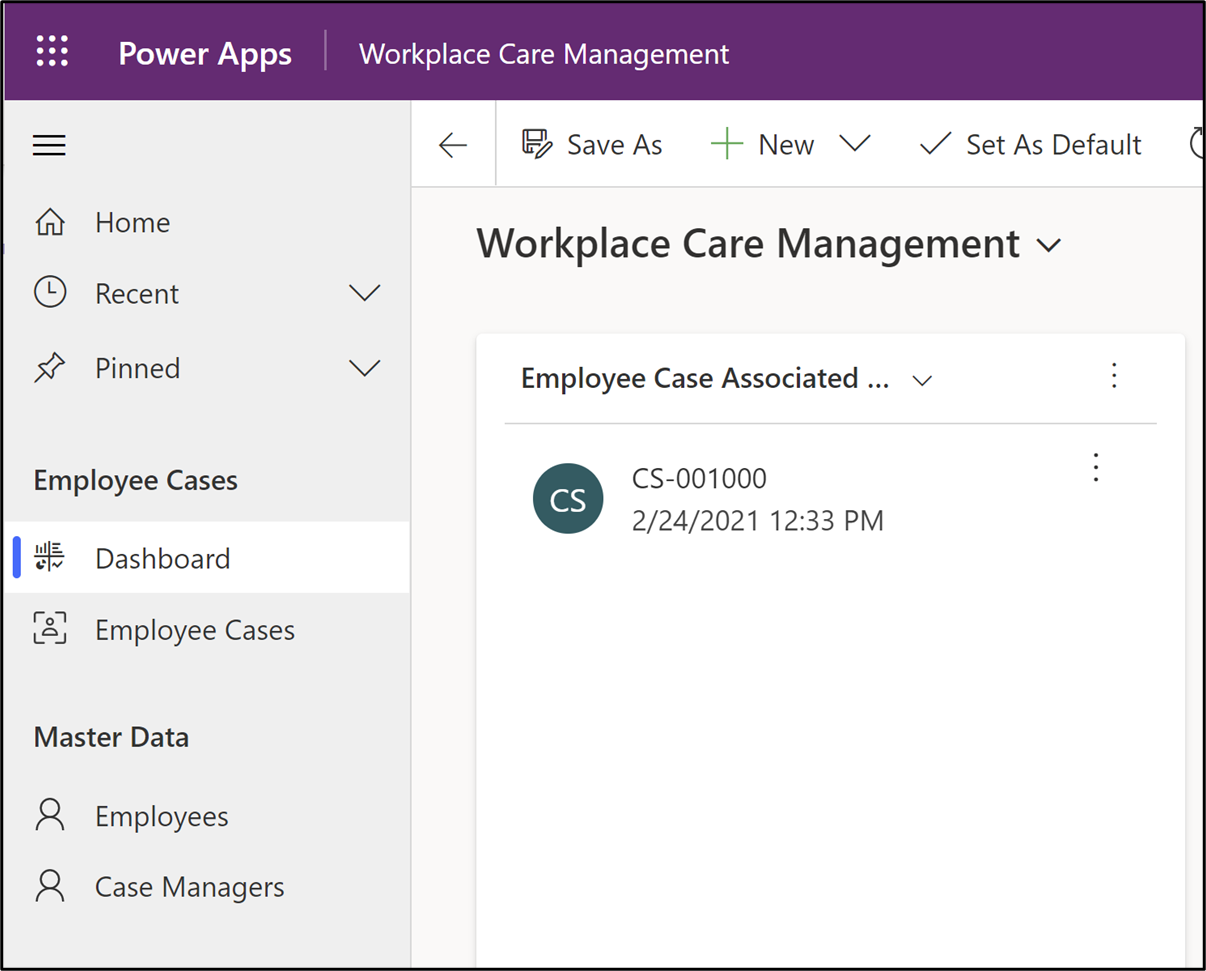 Power Apps
Workplace Care Management
Save As
New
Set As Default
Home
Recent
Pinned
Employee Cases
Dashboard
Employee Cases
Master Data
Employees
Case Managers
Workplace Care Management
Employee Case Associated ...
CS
CS-001000
2/24/2021 12:33 PM